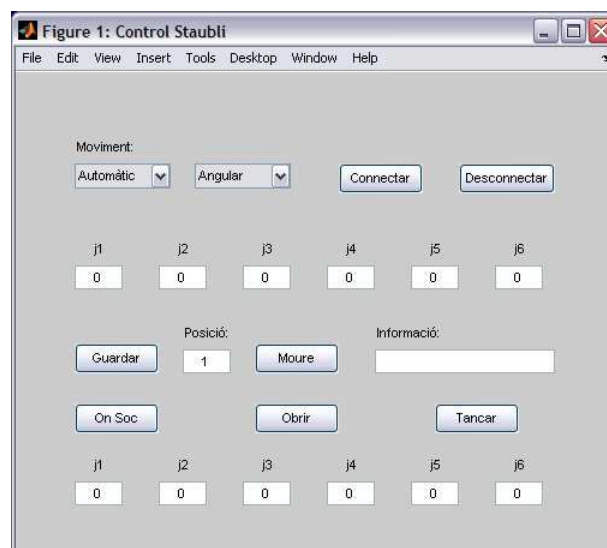 Figure 1: Control Staubli
File Edit View Insert Tools Desktop Window Help
Moviment:
Automátic Angular Connectar Desconnectar
j1 j2 j3 j4 j5 j6
0 0 0 0 0 0
Posició: Informació:
Guardar 1 Moure
On Soc Obrir Tancar
j1 j2 j3 j4 j5 j6
0 0 0 0 0 0